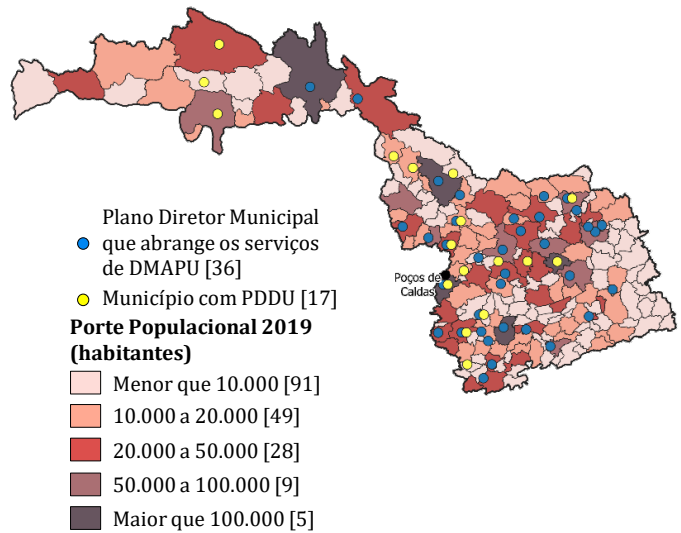 Poços de
Caldas
Plano Diretor Municipal
que abrange os serviços
de DMAPU [36]
Município com PDDU [17]
Porte Populacional 2019
(habitantes)
Menor que 10.000 [91]
10.000 a 20.000 [49]
20.000 a 50.000 [28]
50.000 a 100.000 [9]
Maior que 100.000 [5]